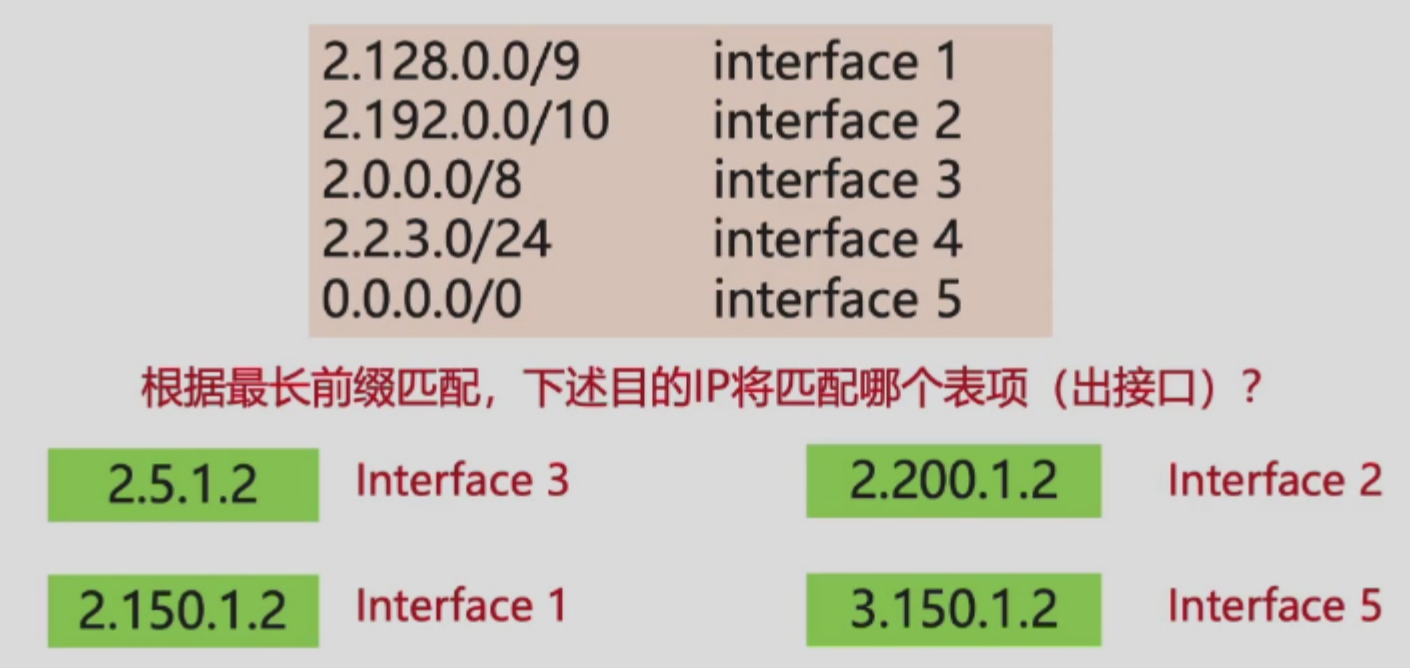 2.128.0.0/9 interface 1
2.192.0.0/10 interface 2
2.0.0.0/8 interface 3
2.2.3.0/24 interface 4
0.0.0.0/0 interface 5
根据最长前缀匹配，下述目的IP将匹配哪个表项（出接口）？
2.5.1.2 Interface 3 2.200.1.2 Interface 2
2.150.1.2 Interface 1 3.150.1.2 Interface 5